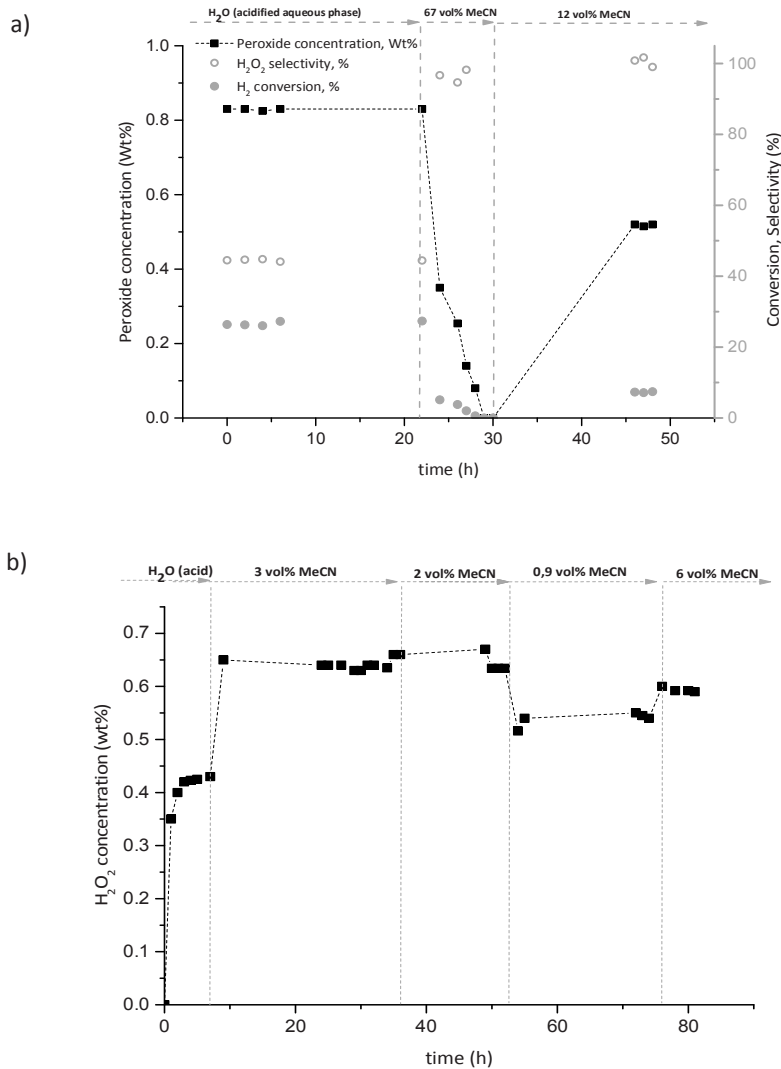 a)
H₂O (acidified aqueous phase) 67 vol% MeCN 12 vol% MeCN
Peroxide concentration, Wt%
H₂O₂ selectivity, %
H₂ conversion, %
Peroxide concentration (Wt%)
1.0
0.8
0.6
0.4
0.2
0.0
Conversion, Selectivity (%)
100
80
60
40
20
0
0 10 20 30 40 50
time (h)
b)
H₂O (acid) 3 vol% MeCN 2 vol% MeCN 0,9 vol% MeCN 6 vol% MeCN
H₂O₂ concentration (wt%)
0.7
0.6
0.5
0.4
0.3
0.2
0.1
0.0
0 20 40 60 80
time (h)